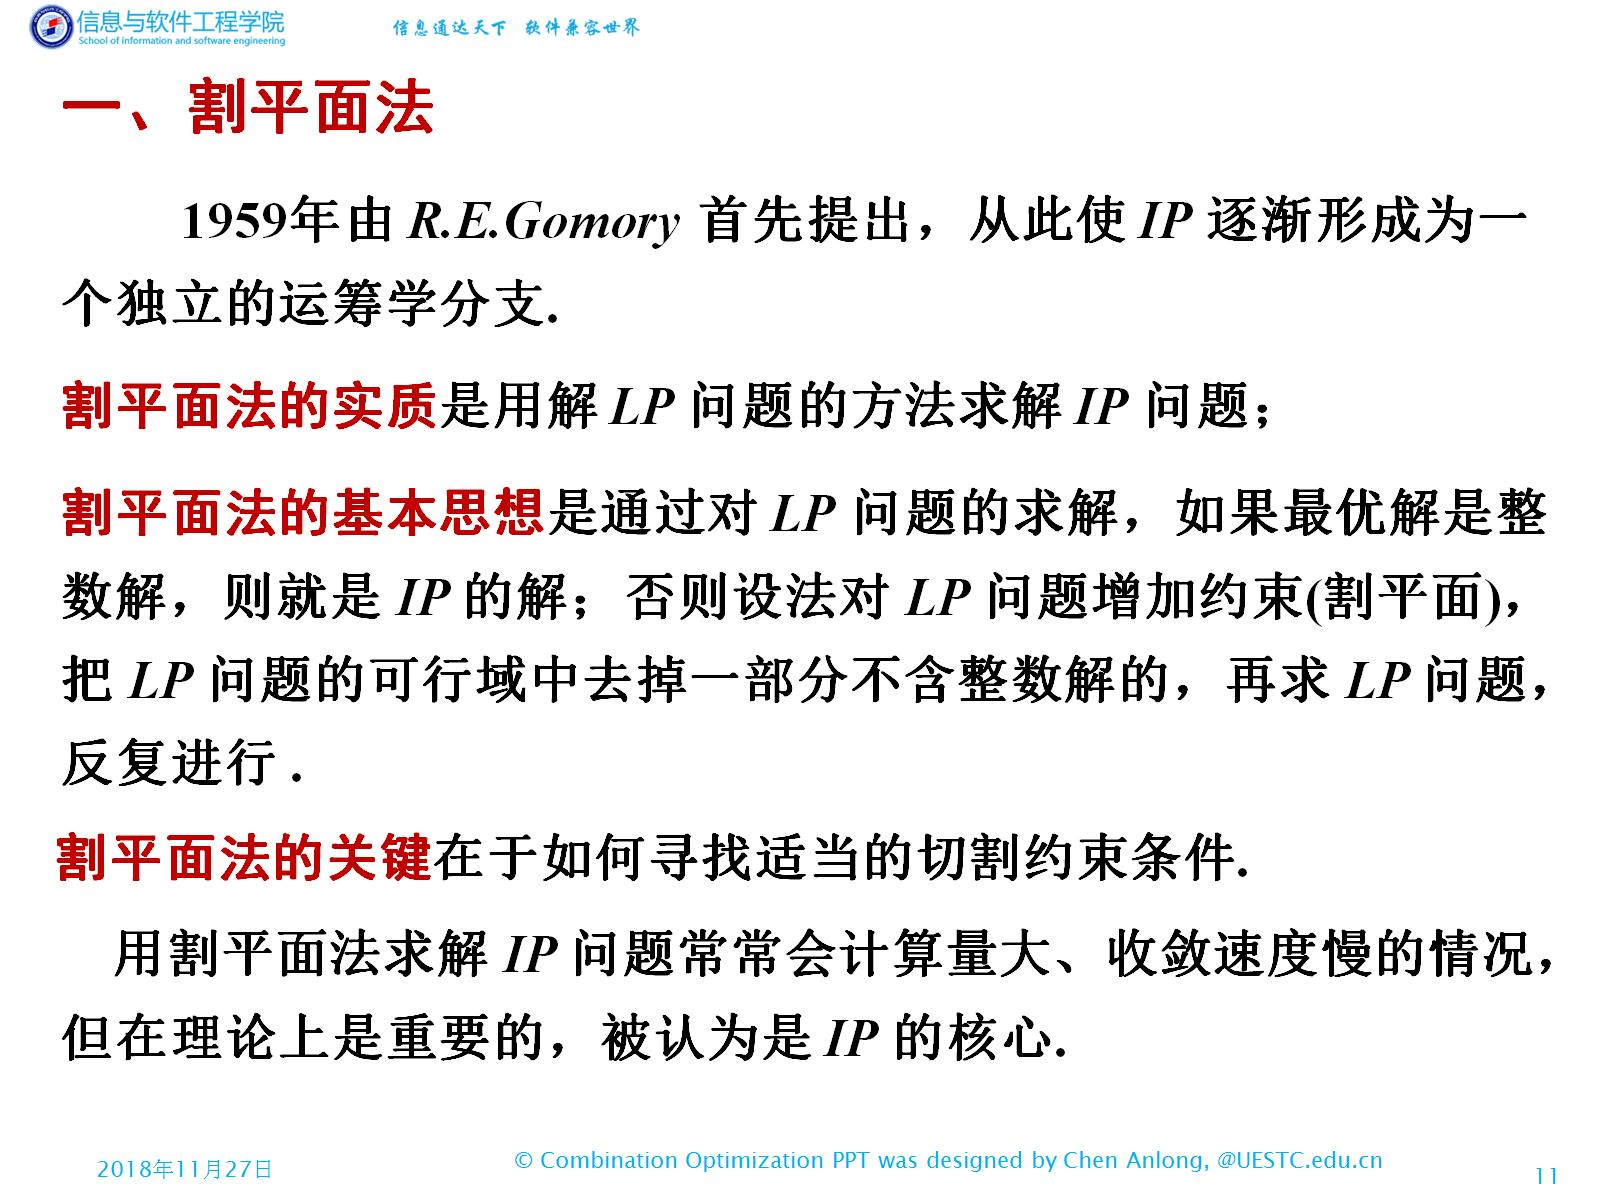 信息与软件工程学院
School of information and software engineering
信息通达天下 软件兼容世界
一、割平面法
1959年由 R.E.Gomory 首先提出，从此使 IP 逐渐形成为一
个独立的运筹学分支.
割平面法的实质是用解 LP 问题的方法求解 IP 问题；
割平面法的基本思想是通过对 LP 问题的求解，如果最优解是整
数解，则就是 IP 的解；否则设法对 LP 问题增加约束(割平面)，
把 LP 问题的可行域中去掉一部分不含整数解的，再求 LP 问题，
反复进行 .
割平面法的关键在于如何寻找适当的切割约束条件.
用割平面法求解 IP 问题常常会计算量大、收敛速度慢的情况，
但在理论上是重要的，被认为是 IP 的核心.
2018年11月27日
© Combination Optimization PPT was designed by Chen Anlong, @UESTC.edu.cn
11